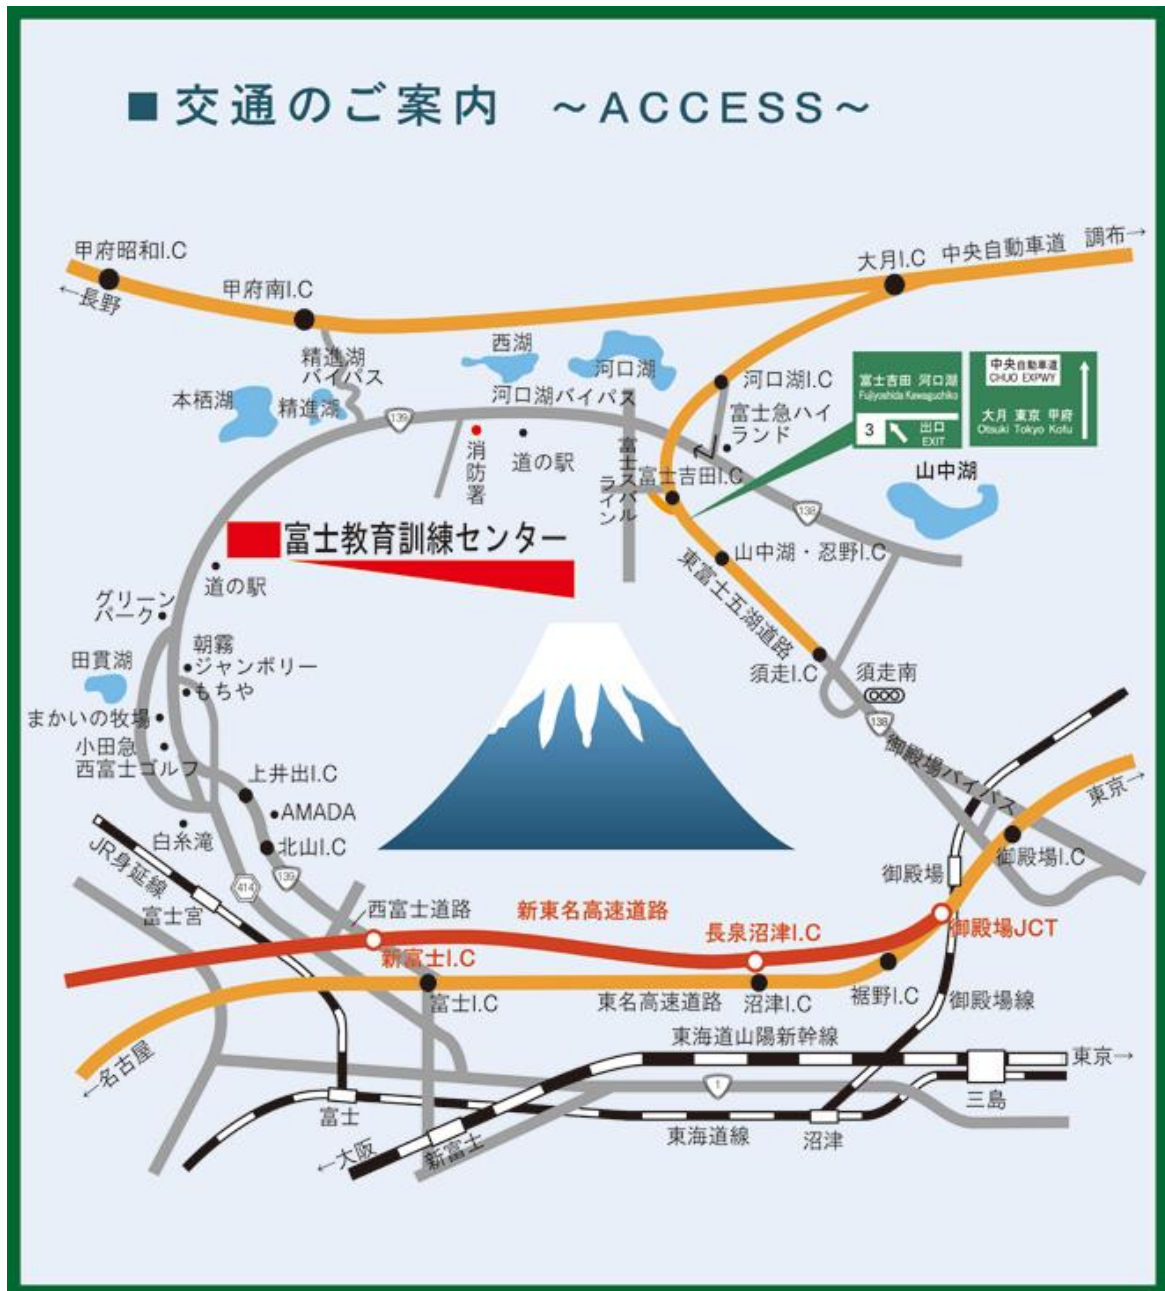 ■交通のご案内 ～ACCESS～
甲府昭和I.C
←長野
甲府南I.C
大月I.C
中央自動車道
調布→
精進湖
バイパス
西湖
河口湖
河口湖バイパス
本栖湖
精進湖
139
消防署
道の駅
富士スバルライン
河口湖I.C
富士急ハイ
ランド
富士吉田I.C
富士吉田 河口湖
Fujiyoshida Kawaguchiko
3
出口
EXIT
中央自動車道
CHUO EXPWY
大月 東京 甲府
Otsuki Tokyo Kofu
山中湖
138
富士教育訓練センター
道の駅
山中湖・忍野I.C
東富士五湖道路
グリーン
パーク
朝霧
ジャンボリー
田貫湖
もちや
まかいの牧場
小田急
西富士ゴルフ
須走I.C
須走南
138
御殿場バイパス
東京→
上井出I.C
AMADA
白糸滝
北山I.C
JR身延線
富士宮
414
139
御殿場
御殿場I.C
西富士道路
新東名高速道路
長泉沼津I.C
御殿場JCT
新富士I.C
富士I.C
東名高速道路
沼津I.C
裾野I.C
御殿場線
←名古屋
東海道山陽新幹線
東京→
1
富士
三島
←大阪
新富士
東海道線
沼津